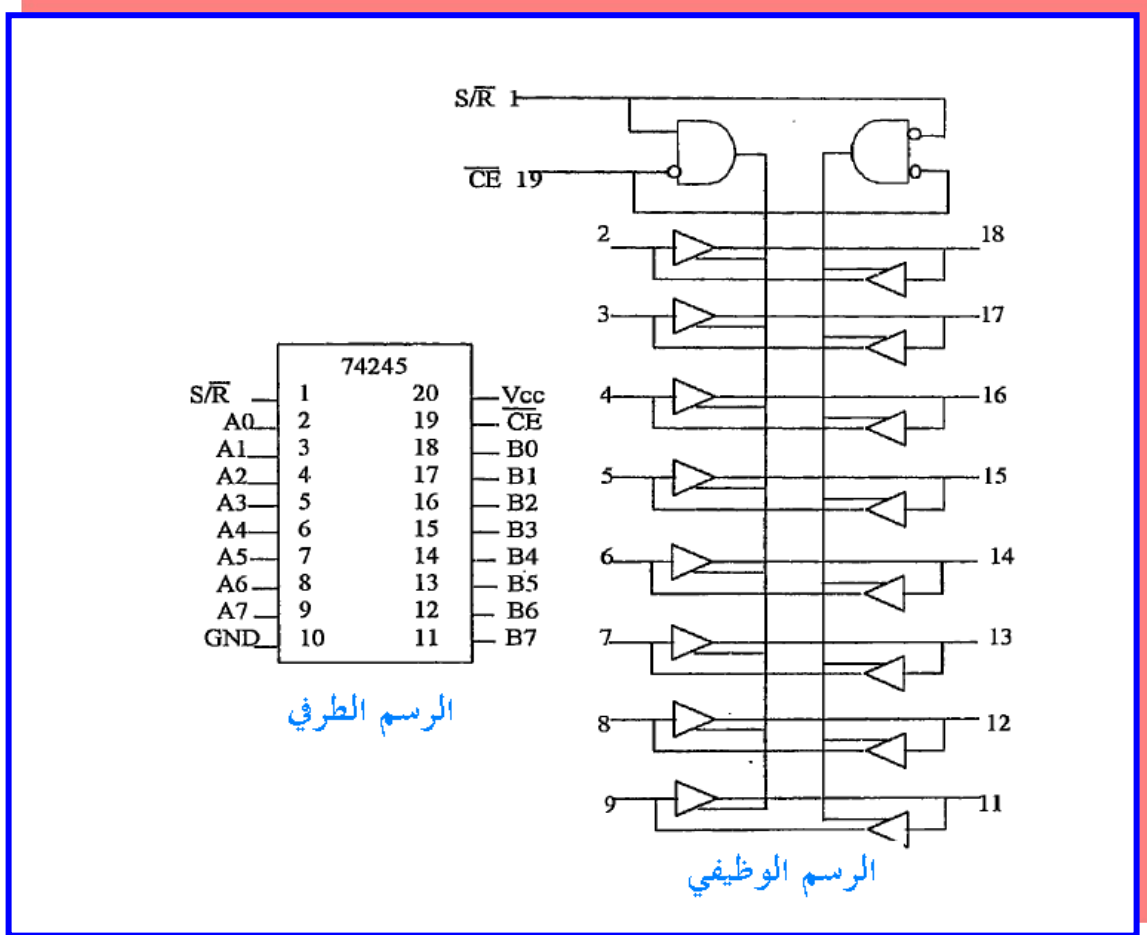 S/R̅ 1
C̅E̅ 19
2 18
3 17
4 16
5 15
6 14
7 13
8 12
9 11
74245
S/R̅ 1 20 Vcc
A0 2 19 C̅E̅
A1 3 18 B0
A2 4 17 B1
A3 5 16 B2
A4 6 15 B3
A5 7 14 B4
A6 8 13 B5
A7 9 12 B6
GND 10 11 B7
الرسم الطرفي
الرسم الوظيفي